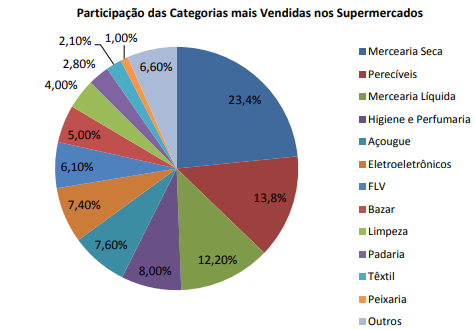 Participação das Categorias mais Vendidas nos Supermercados
23,4%
13,8%
12,20%
8,00%
7,60%
7,40%
6,10%
5,00%
4,00%
2,80%
2,10%
1,00%
6,60%
Mercearia Seca
Perecíveis
Mercearia Líquida
Higiene e Perfumaria
Açougue
Eletroeletrônicos
FLV
Bazar
Limpeza
Padaria
Têxtil
Peixaria
Outros